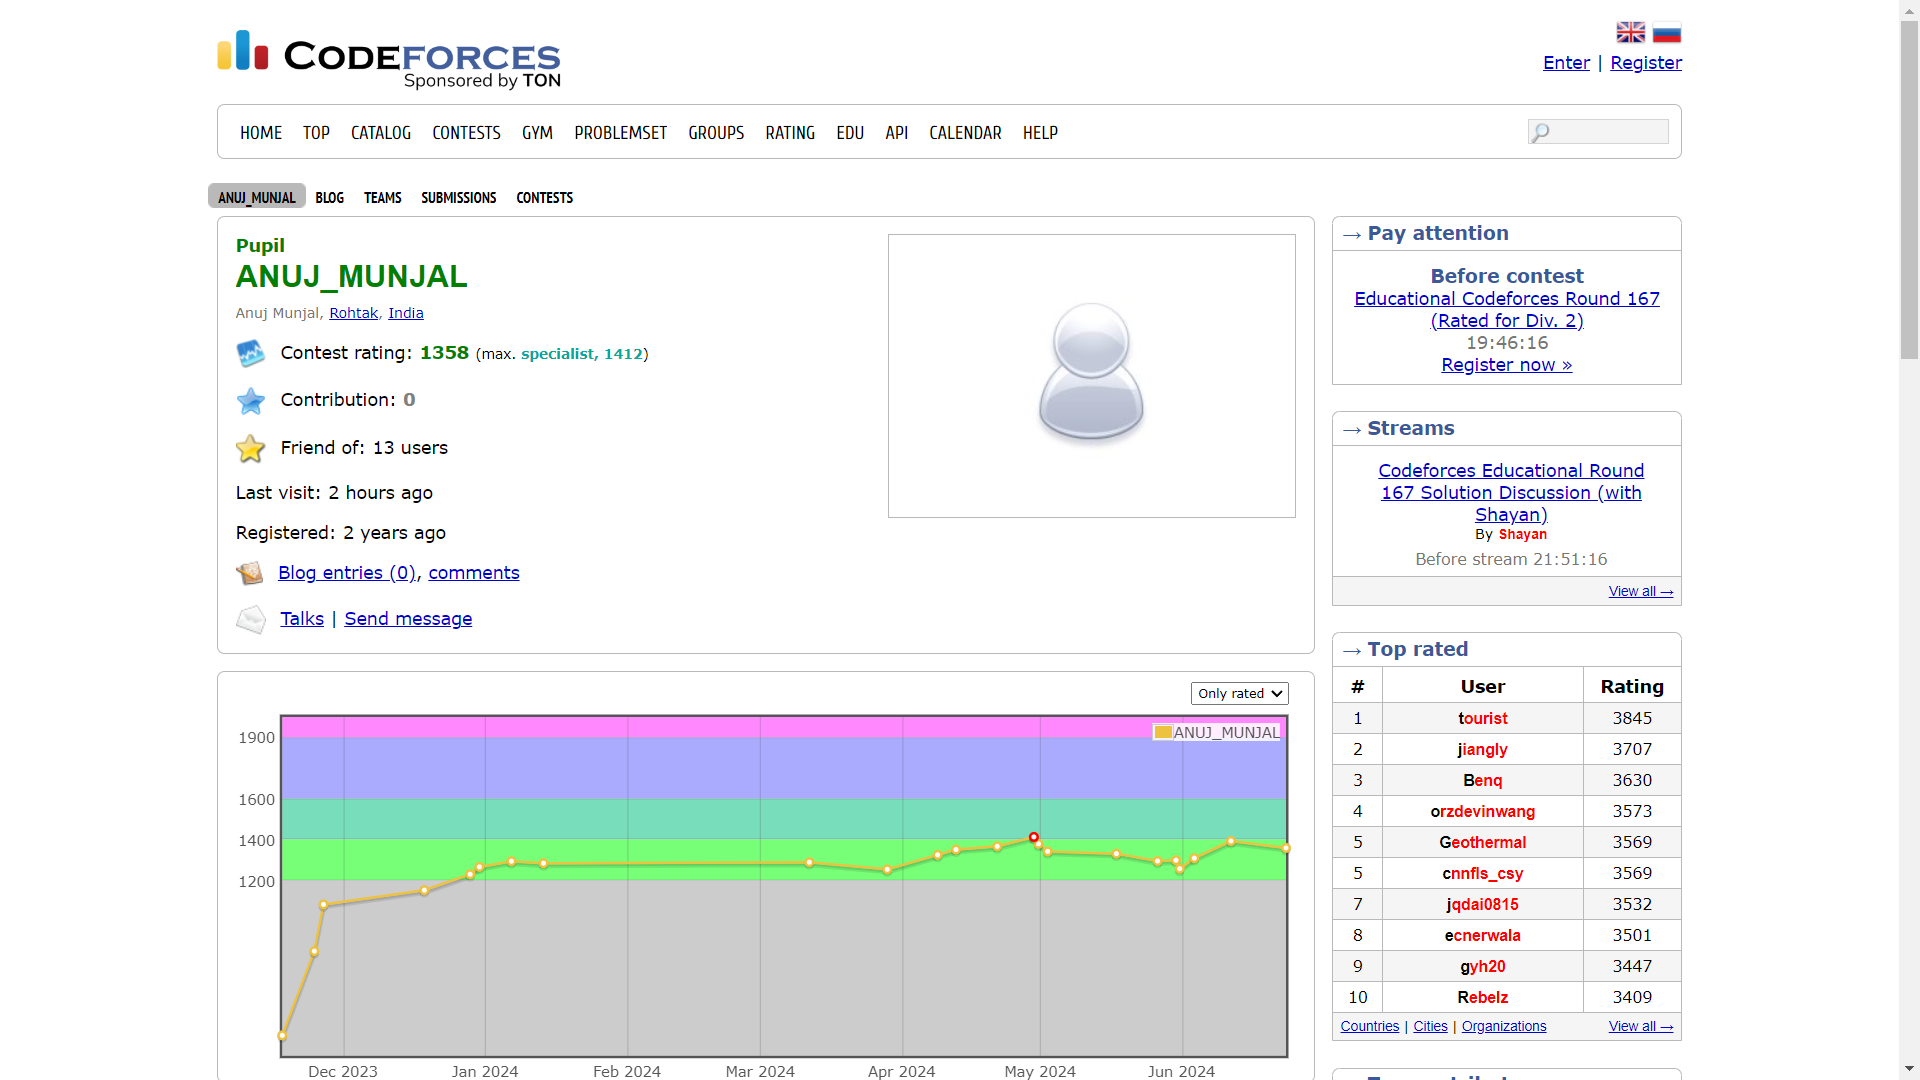 CODEFORCES
Sponsored by TON
Enter | Register
HOME TOP CATALOG CONTESTS GYM PROBLEMSET GROUPS RATING EDU API CALENDAR HELP
ANUJ_MUNJAL BLOG TEAMS SUBMISSIONS CONTESTS
Pupil
ANUJ_MUNJAL
Anuj Munjal, Rohtak, India
Contest rating: 1358 (max. specialist, 1412)
Contribution: 0
Friend of: 13 users
Last visit: 2 hours ago
Registered: 2 years ago
Blog entries (0), comments
Talks | Send message
Only rated
ANUJ_MUNJAL
1900
1600
1400
1200
Dec 2023 Jan 2024 Feb 2024 Mar 2024 Apr 2024 May 2024 Jun 2024
→ Pay attention
Before contest
Educational Codeforces Round 167
(Rated for Div. 2)
19:46:16
Register now »
→ Streams
Codeforces Educational Round
167 Solution Discussion (with
Shayan)
By Shayan
Before stream 21:51:16
View all →
→ Top rated
# User Rating
1 tourist 3845
2 jiangly 3707
3 Benq 3630
4 orzdevinwang 3573
5 Geothermal 3569
5 cnnfls_csy 3569
7 jqdai0815 3532
8 ecnerwala 3501
9 gyh20 3447
10 Rebelz 3409
Countries | Cities | Organizations View all →